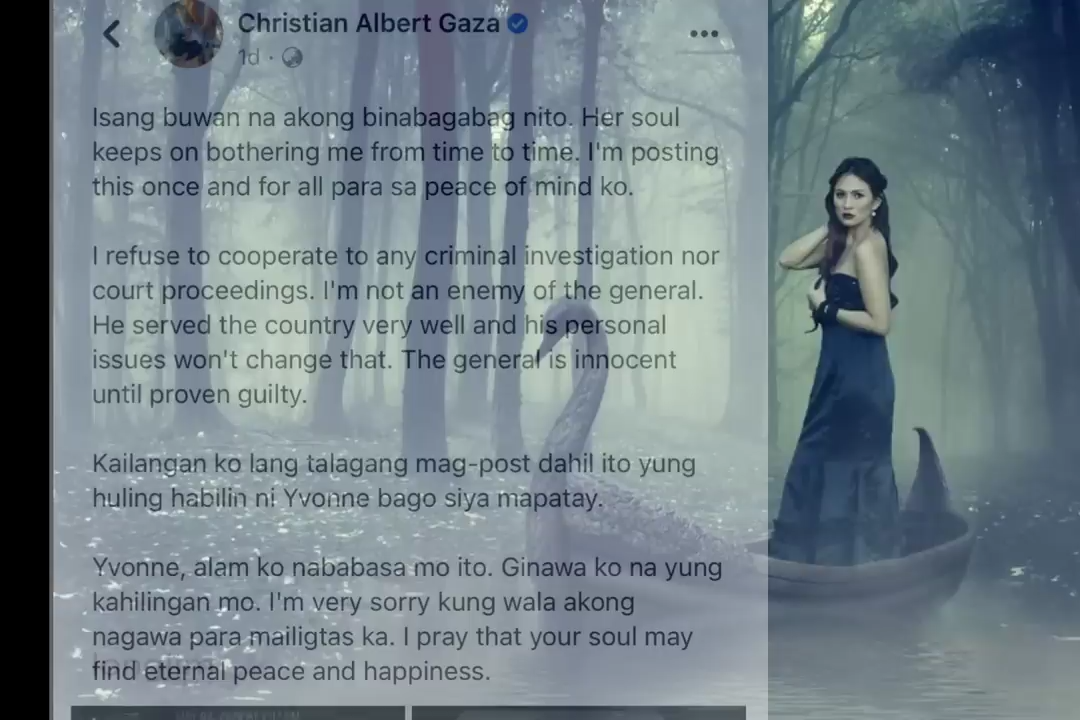 Christian Albert Gaza
1d ·
Isang buwan na akong binabagabag nito. Her soul
keeps on bothering me from time to time. I'm posting
this once and for all para sa peace of mind ko.
I refuse to cooperate to any criminal investigation nor
court proceedings. I'm not an enemy of the general.
He served the country very well and his personal
issues won't change that. The general is innocent
until proven guilty.
Kailangan ko lang talagang mag-post dahil ito yung
huling habilin ni Yvonne bago siya mapatay.
Yvonne, alam ko nababasa mo ito. Ginawa ko na yung
kahilingan mo. I'm very sorry kung wala akong
nagawa para mailigtas ka. I pray that your soul may
find eternal peace and happiness.